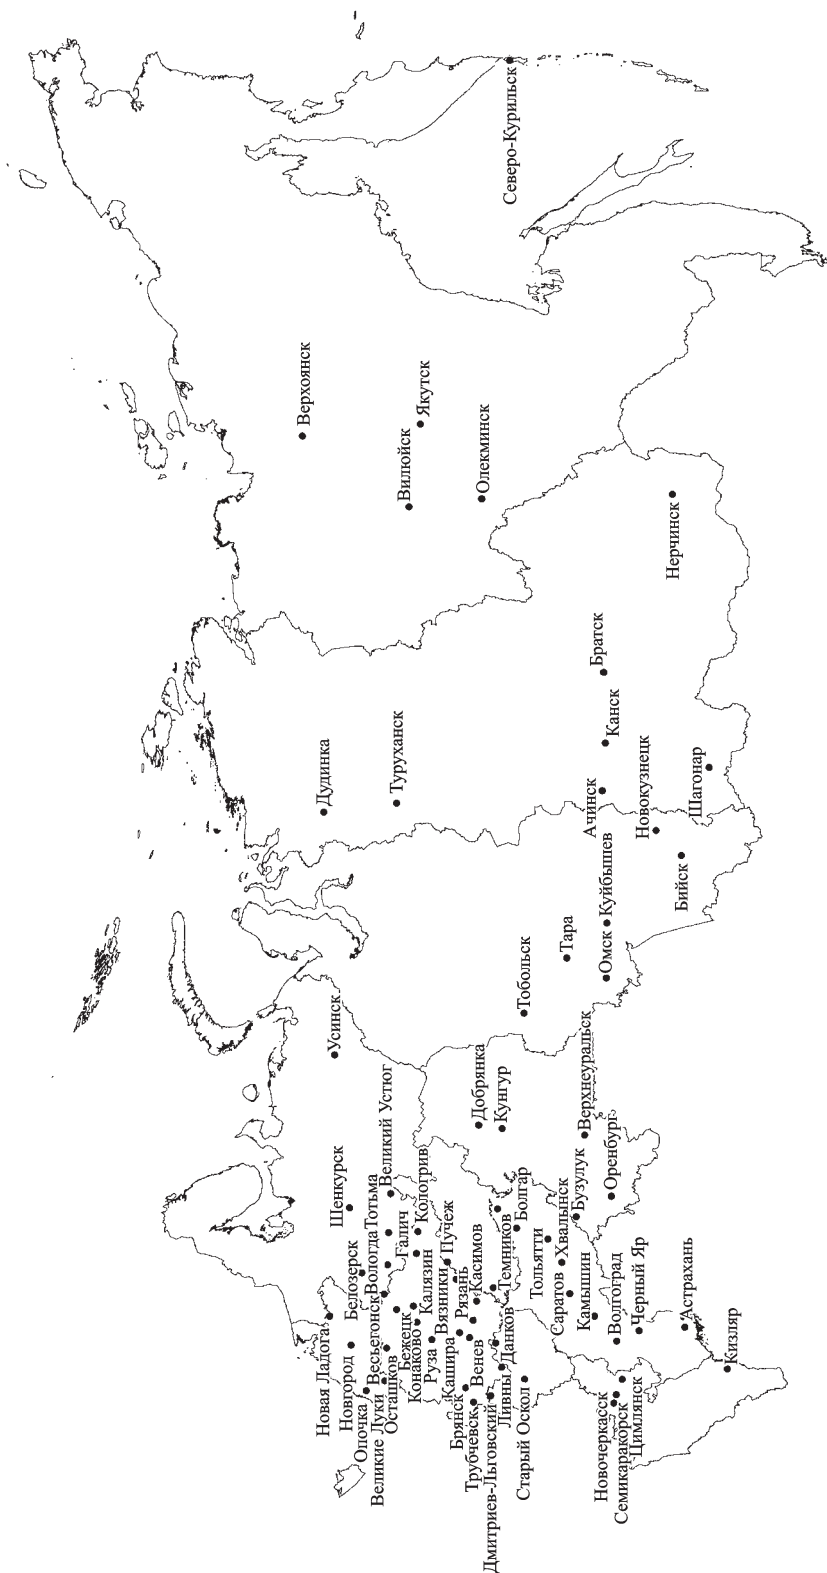 Северо-Курильск
Верхоянск
Якутск
Вилюйск
Олекминск
Нерчинск
Братск
Канск
Дудинка
Туруханск
Ачинск
Новокузнецк
Шагонар
Бийск
Куйбышев
Омск
Тара
Тобольск
Усинск
Добрянка
Кунгур
Верхнеуральск
Оренбург
Бузулук
Великий Устюг
Шенкурск
Тотьма
Вологда
Белозерск
Галич
Кологрив
Пучеж
Болгар
Темников
Касимов
Рязань
Вязники
Калязин
Тольятти
Хвалынск
Саратов
Камышин
Волгоград
Черный Яр
Астрахань
Кизляр
Новая Ладога
Новгород
Опочка
Весьегонск
Великие Луки
Осташков
Бежецк
Конаково
Руза
Кашира
Венев
Данков
Брянск
Трубчевск
Дмитриев-Льговский
Ливны
Старый Оскол
Новочеркасск
Семикаракорск
Цимлянск